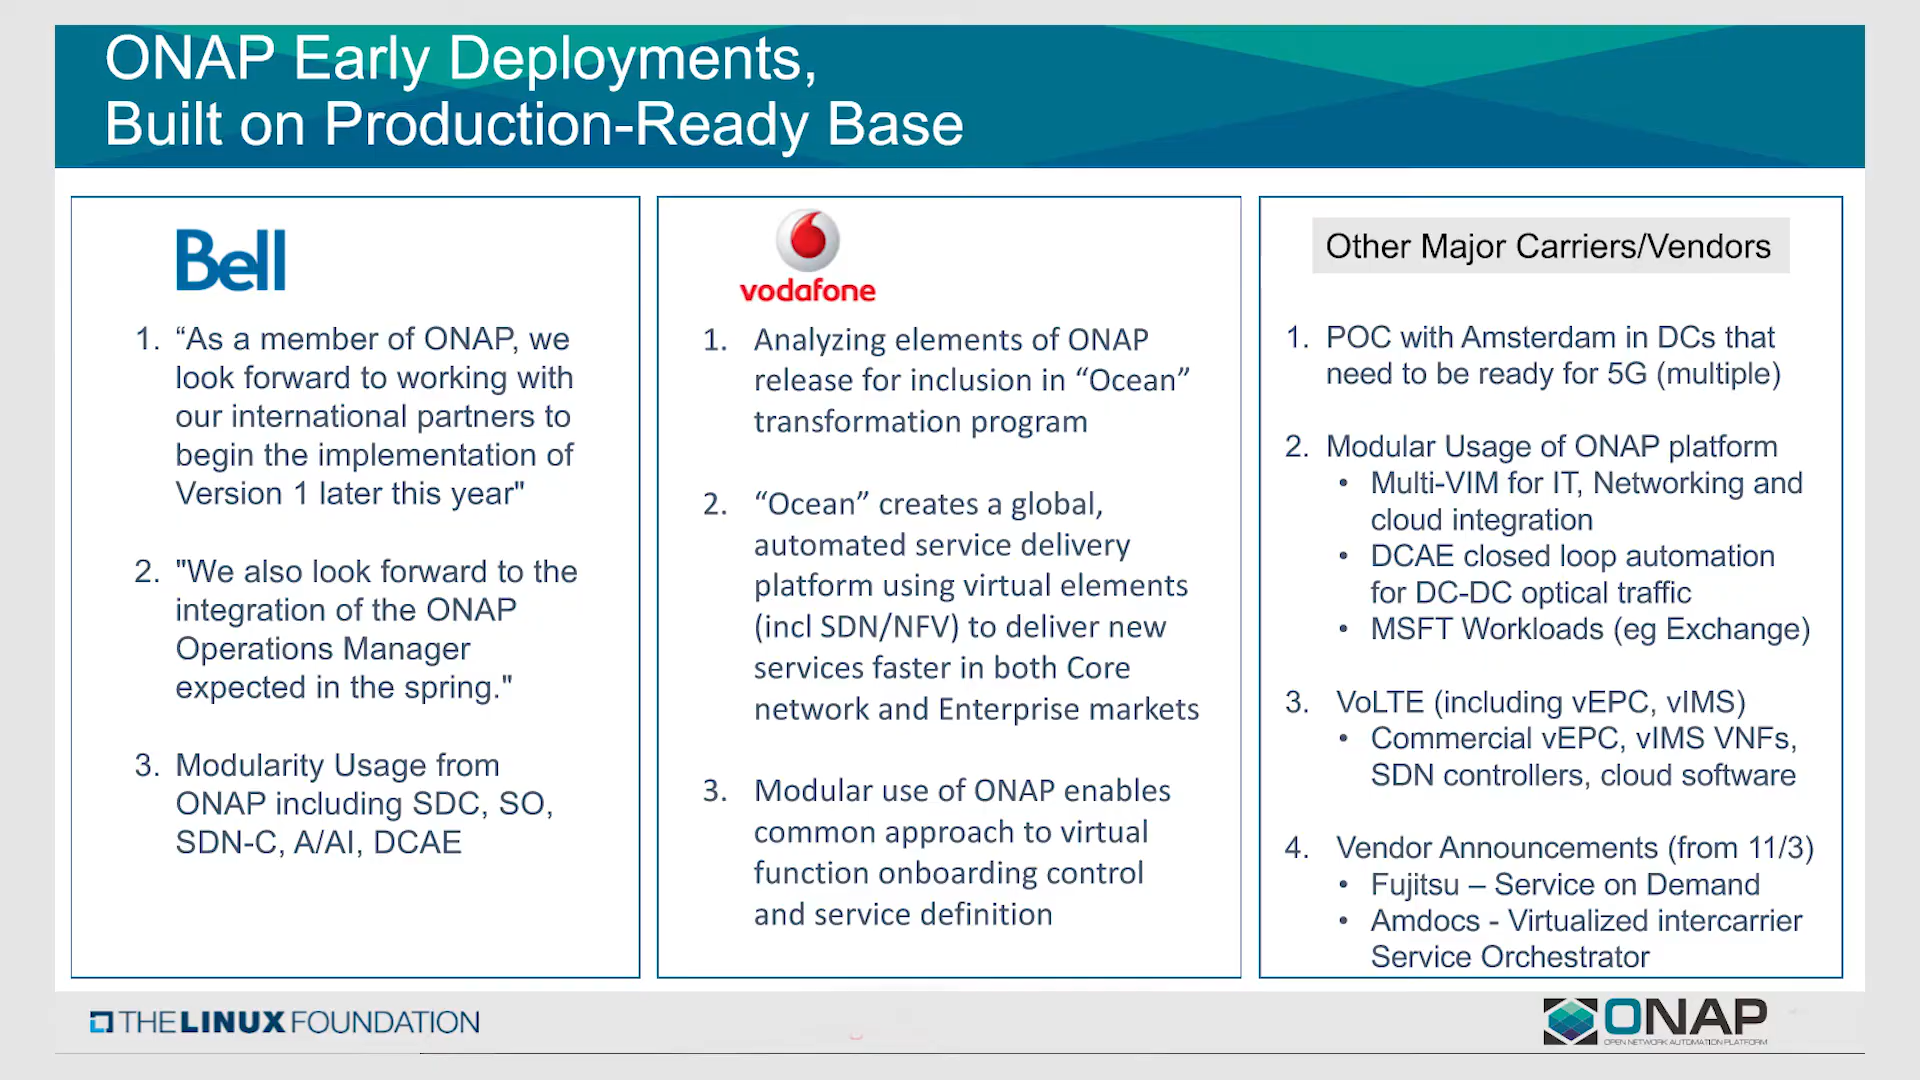 ONAP Early Deployments,
Built on Production-Ready Base
Bell
1. “As a member of ONAP, we
look forward to working with
our international partners to
begin the implementation of
Version 1 later this year"
2. "We also look forward to the
integration of the ONAP
Operations Manager
expected in the spring."
3. Modularity Usage from
ONAP including SDC, SO,
SDN-C, A/AI, DCAE
vodafone
1. Analyzing elements of ONAP
release for inclusion in “Ocean”
transformation program
2. “Ocean” creates a global,
automated service delivery
platform using virtual elements
(incl SDN/NFV) to deliver new
services faster in both Core
network and Enterprise markets
3. Modular use of ONAP enables
common approach to virtual
function onboarding control
and service definition
Other Major Carriers/Vendors
1. POC with Amsterdam in DCs that
need to be ready for 5G (multiple)
2. Modular Usage of ONAP platform
• Multi-VIM for IT, Networking and
cloud integration
• DCAE closed loop automation
for DC-DC optical traffic
• MSFT Workloads (eg Exchange)
3. VoLTE (including vEPC, vIMS)
• Commercial vEPC, vIMS VNFs,
SDN controllers, cloud software
4. Vendor Announcements (from 11/3)
• Fujitsu – Service on Demand
• Amdocs - Virtualized intercarrier
Service Orchestrator
THE LINUX FOUNDATION
ONAP
OPEN NETWORK AUTOMATION PLATFORM